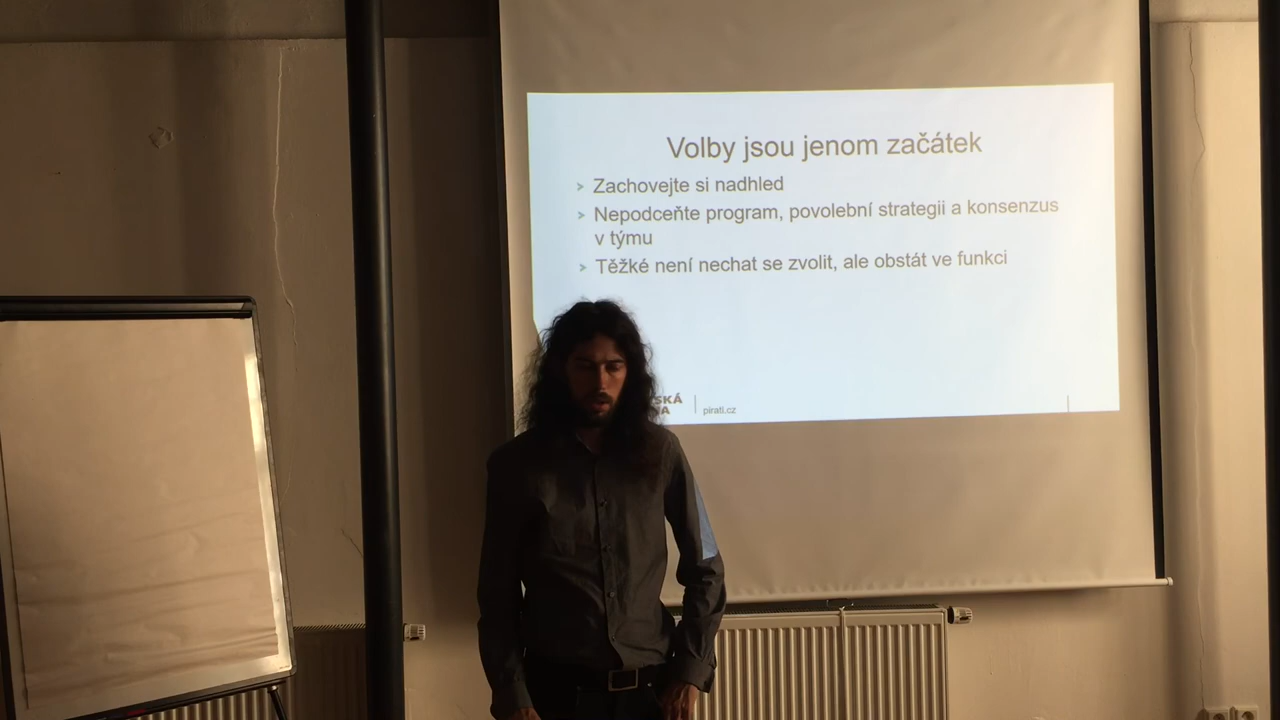 Volby jsou jenom začátek
Zachovejte si nadhled
Nepodceňte program, povolební strategii a konsenzus
v týmu
Těžké není nechat se zvolit, ale obstát ve funkci
SKÁ
NA
pirati.cz